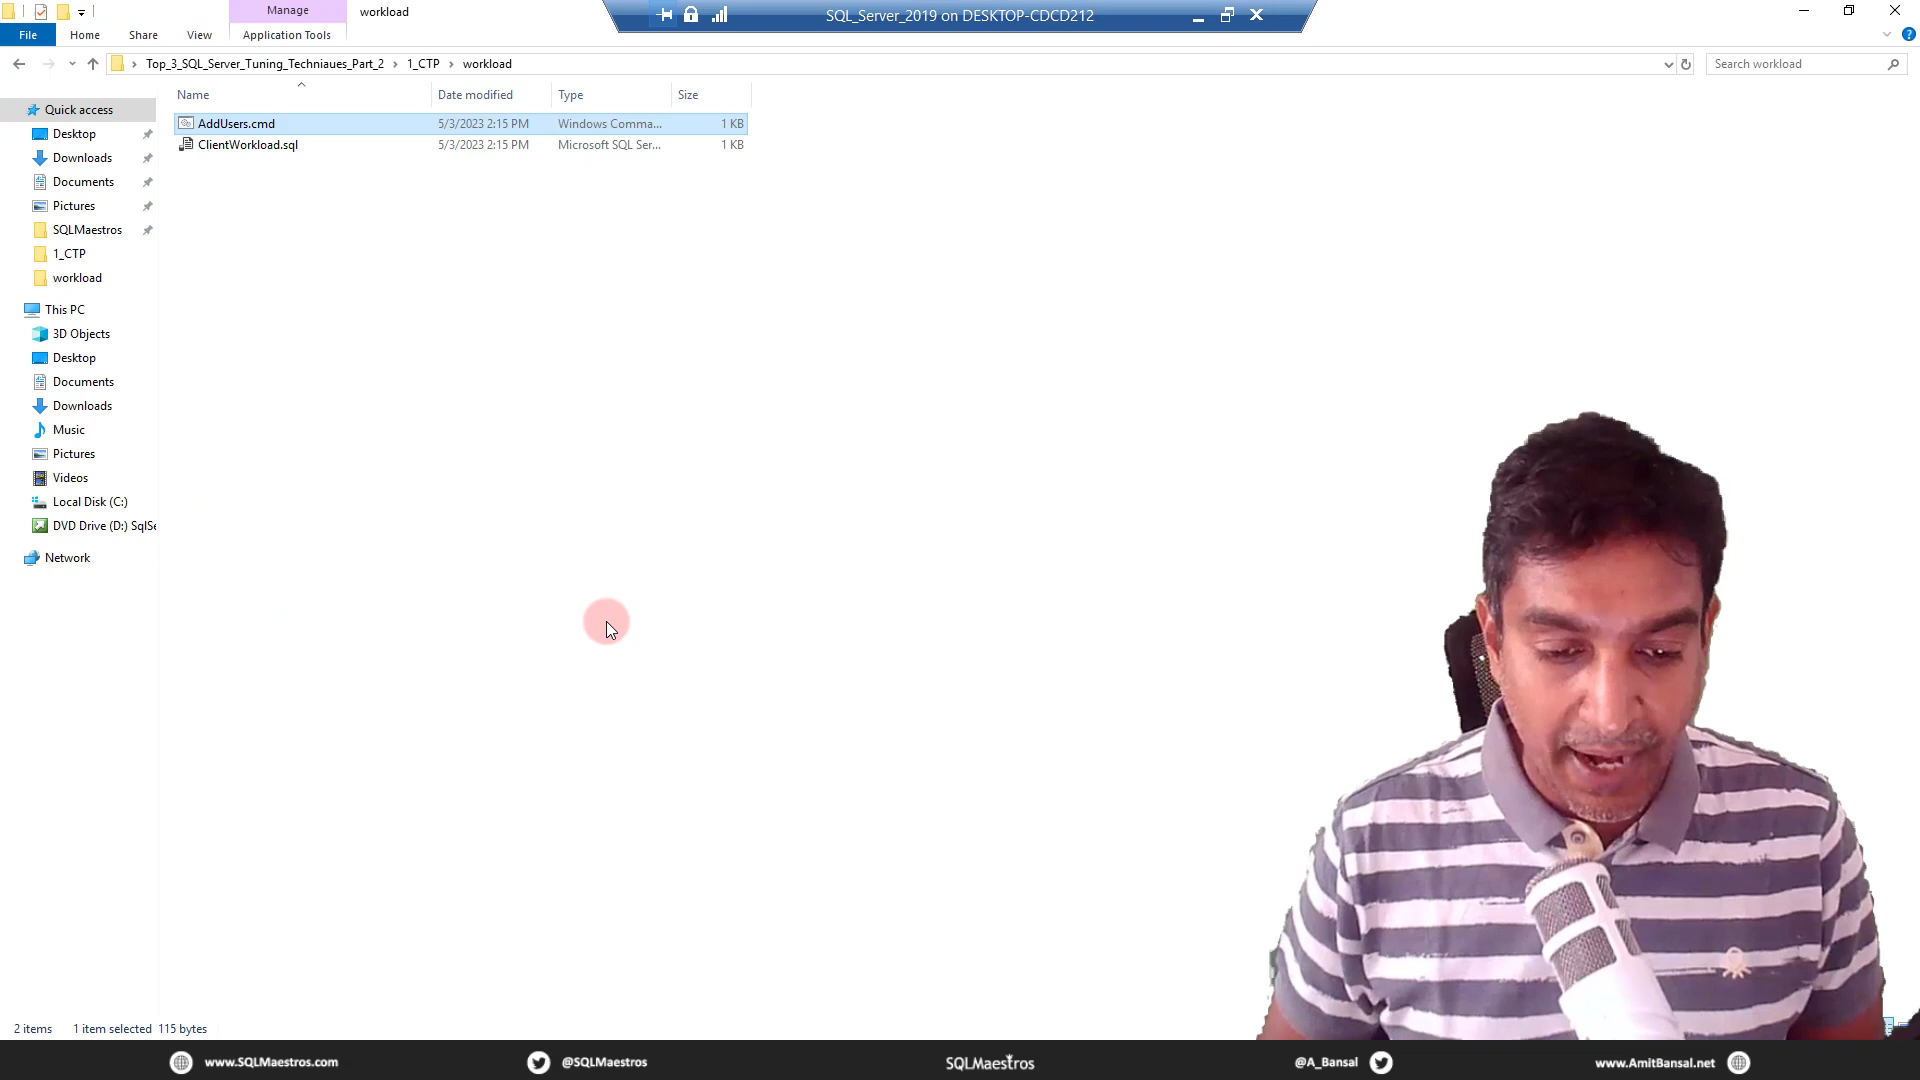 Manage
workload
SQL_Server_2019 on DESKTOP-CDCD212
File
Home
Share
View
Application Tools
Top_3_SQL_Server_Tuning_Techniaues_Part_2
1_CTP
workload
Search workload
Name
Date modified
Type
Size
Quick access
AddUsers.cmd
5/3/2023 2:15 PM
Windows Comma...
1 KB
Desktop
ClientWorkload.sql
5/3/2023 2:15 PM
Microsoft SQL Ser...
1 KB
Downloads
Documents
Pictures
SQLMaestros
1_CTP
workload
This PC
3D Objects
Desktop
Documents
Downloads
Music
Pictures
Videos
Local Disk (C:)
DVD Drive (D:) SqlSe
Network
2 items
1 item selected 115 bytes
www.SQLMaestros.com
@SQLMaestros
SQLMaestros
@A_Bansal
www.AmitBansal.net